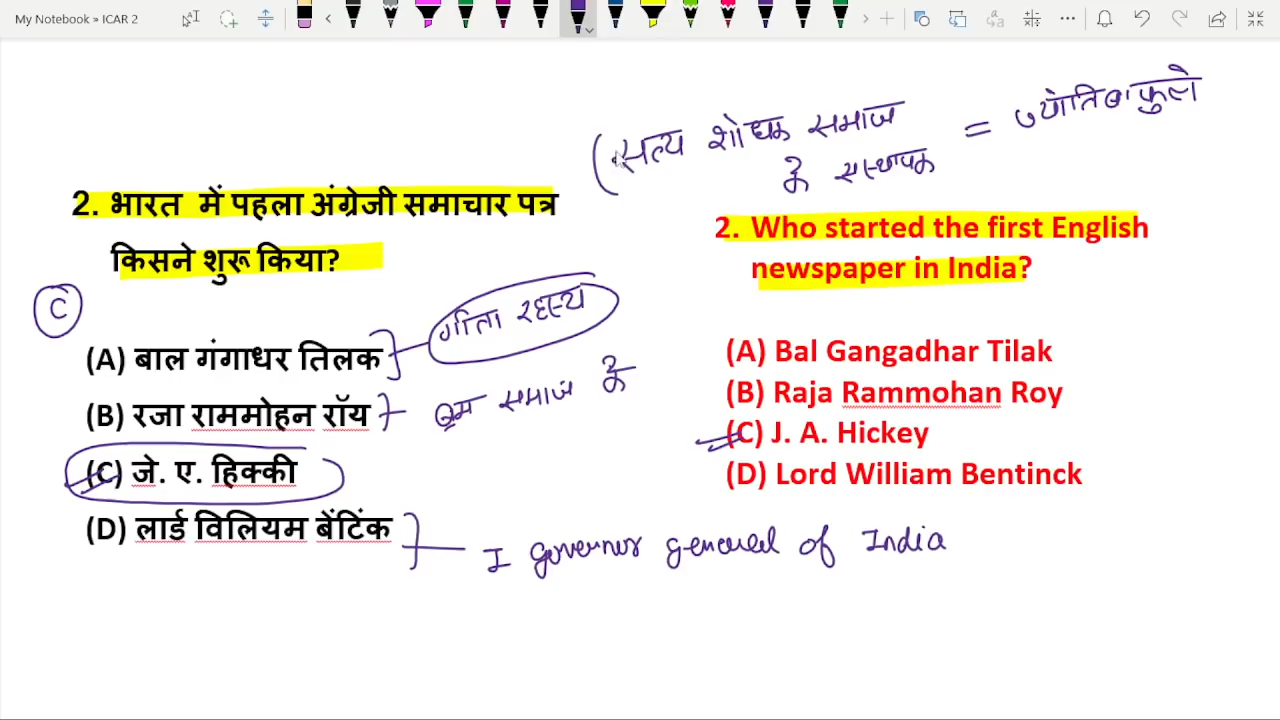 My Notebook » ICAR 2
(सत्य शोधक समाज
के संस्थापक = ज्योतिबा फुले
2. भारत में पहला अंग्रेजी समाचार पत्र
किसने शुरू किया?
C
(A) बाल गंगाधर तिलक
गीता रहस्य
(B) रजा राममोहन रॉय
समाज के
(C) जे. ए. हिक्की
(D) लार्ड विलियम बेंटिंक
I governor general of India
2. Who started the first English
newspaper in India?
(A) Bal Gangadhar Tilak
(B) Raja Rammohan Roy
(C) J. A. Hickey
(D) Lord William Bentinck